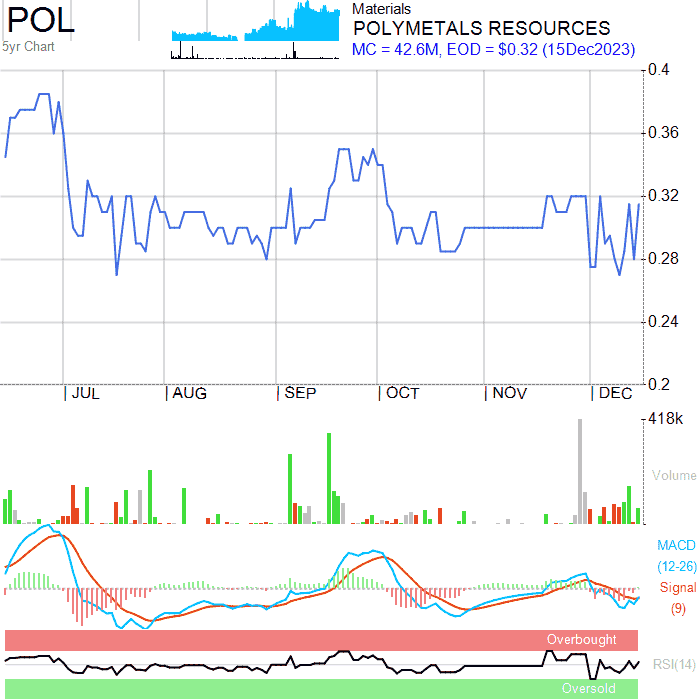 POL
5yr Chart
Materials
POLYMETALS RESOURCES
MC = 42.6M, EOD = $0.32 (15Dec2023)
0.4
0.36
0.32
0.28
0.24
0.2
JUL AUG SEP OCT NOV DEC
418k
Volume
MACD
(12-26)
Signal
(9)
Overbought
RSI(14)
Oversold